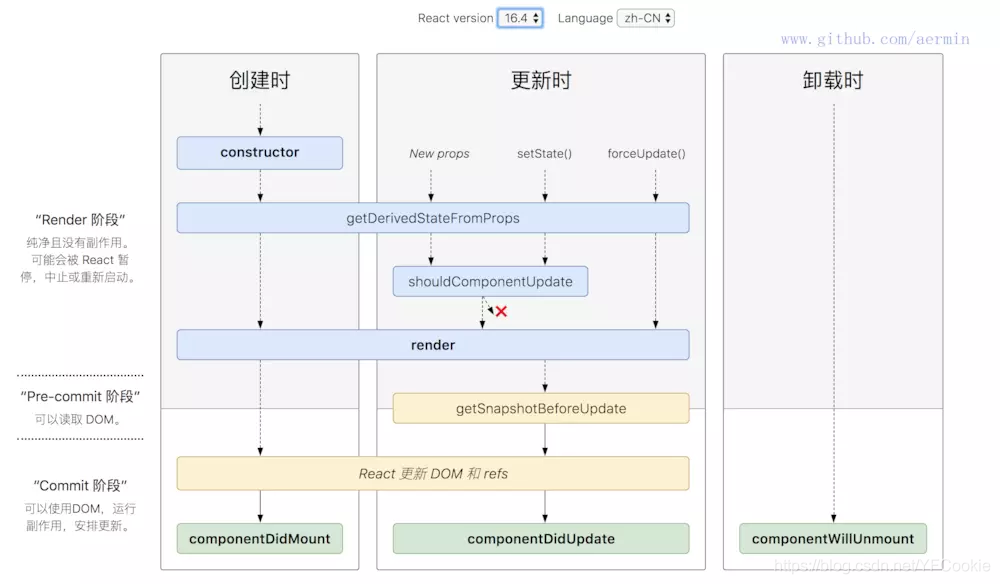 React version 16.4 Language zh-CN
www.github.com/aermin
创建时
更新时
卸载时
constructor
New props
setState()
forceUpdate()
getDerivedStateFromProps
“Render 阶段”
纯净且没有副作用。
可能会被 React 暂
停，中止或重新启动。
shouldComponentUpdate
render
“Pre-commit 阶段”
可以读取 DOM。
getSnapshotBeforeUpdate
React 更新 DOM 和 refs
“Commit 阶段”
可以使用DOM，运行
副作用，安排更新。
componentDidMount
componentDidUpdate
componentWillUnmount
https://blog.csdn.net/YFCookie